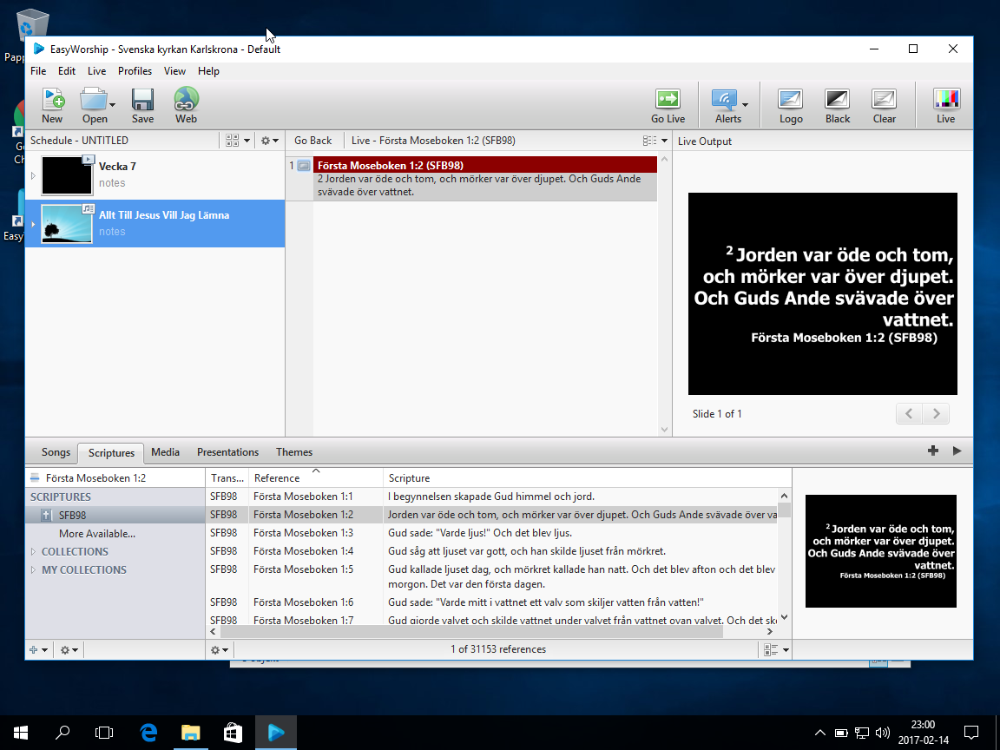 Papp
EasyWorship - Svenska kyrkan Karlskrona - Default
File Edit Live Profiles View Help
New Open Save Web Go Live Alerts Logo Black Clear Live
Go
Ch
Easy
Schedule - UNTITLED
Go Back Live - Första Moseboken 1:2 (SFB98)
Live Output
Vecka 7
notes
Allt Till Jesus Vill Jag Lämna
notes
1 Första Moseboken 1:2 (SFB98)
2 Jorden var öde och tom, och mörker var över djupet. Och Guds Ande
svävade över vattnet.
2 Jorden var öde och tom,
och mörker var över djupet.
Och Guds Ande svävade över
vattnet.
Första Moseboken 1:2 (SFB98)
Slide 1 of 1
Songs Scriptures Media Presentations Themes
Första Moseboken 1:2
SCRIPTURES
SFB98
More Available...
COLLECTIONS
MY COLLECTIONS
Trans... Reference Scripture
SFB98 Första Moseboken 1:1 I begynnelsen skapade Gud himmel och jord.
SFB98 Första Moseboken 1:2 Jorden var öde och tom, och mörker var över djupet. Och Guds Ande svävade över va
SFB98 Första Moseboken 1:3 Gud sade: "Varde ljus!" Och det blev ljus.
SFB98 Första Moseboken 1:4 Gud såg att ljuset var gott, och han skilde ljuset från mörkret.
SFB98 Första Moseboken 1:5 Gud kallade ljuset dag, och mörkret kallade han natt. Och det blev afton och det blev
morgon. Det var den första dagen.
SFB98 Första Moseboken 1:6 Gud sade: "Varde mitt i vattnet ett valv som skiljer vatten från vatten!"
SFB98 Första Moseboken 1:7 Gud gjorde valvet och skilde vattnet under valvet från vattnet ovan valvet. Och det ske
1 of 31153 references
2 Jorden var öde och tom,
och mörker var över djupet.
Och Guds Ande svävade över
vattnet.
Första Moseboken 1:2 (SFB98)
23:00
2017-02-14